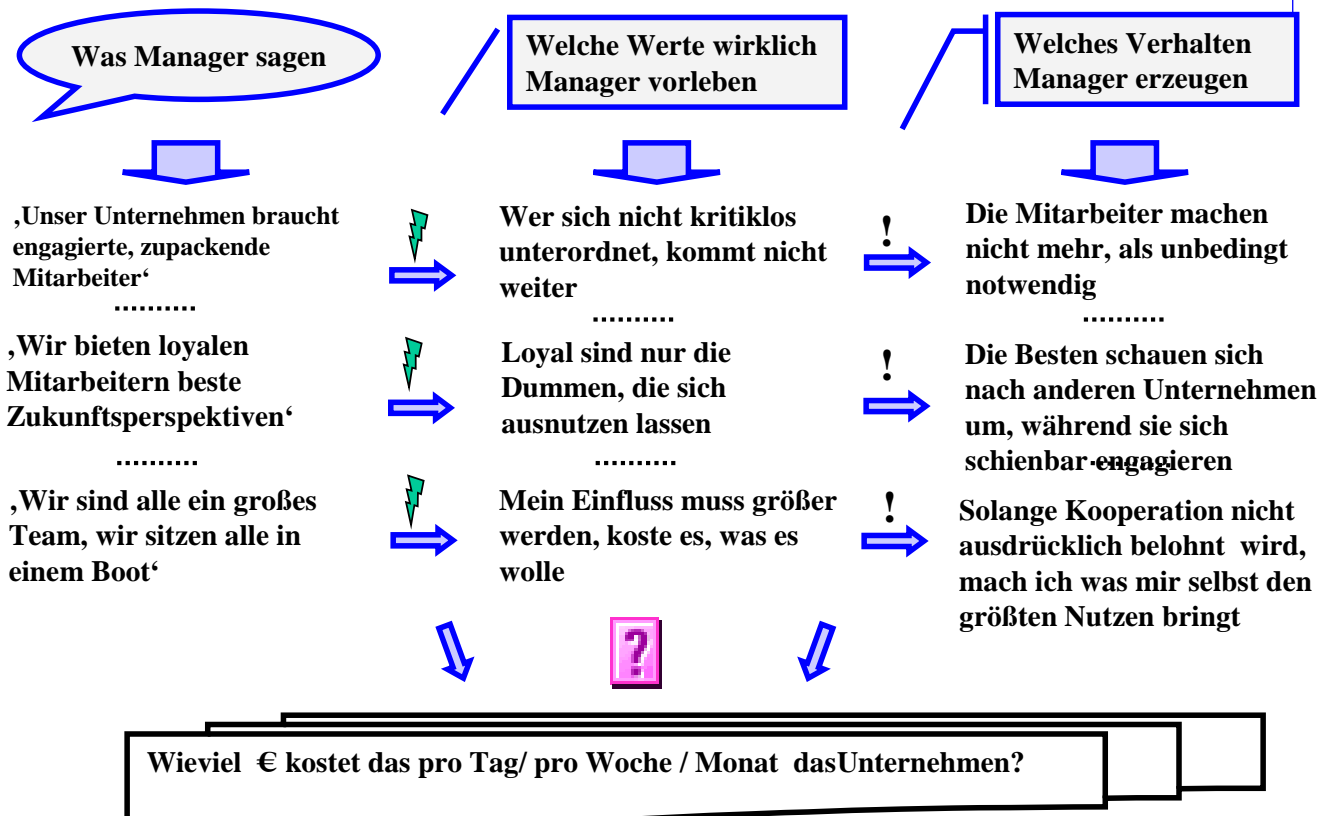 Was Manager sagen
Welche Werte wirklich
Manager vorleben
Welches Verhalten
Manager erzeugen
‚Unser Unternehmen braucht
engagierte, zupackende
Mitarbeiter‘
..........
Wer sich nicht kritiklos
unterordnet, kommt nicht
weiter
..........
!
Die Mitarbeiter machen
nicht mehr, als unbedingt
notwendig
..........
‚Wir bieten loyalen
Mitarbeitern beste
Zukunftsperspektiven‘
..........
Loyal sind nur die
Dummen, die sich
ausnutzen lassen
..........
!
Die Besten schauen sich
nach anderen Unternehmen
um, während sie sich
schienbar engagieren
..........
‚Wir sind alle ein großes
Team, wir sitzen alle in
einem Boot‘
Mein Einfluss muss größer
werden, koste es, was es
wolle
!
Solange Kooperation nicht
ausdrücklich belohnt  wird,
mach ich was mir selbst den
größten Nutzen bringt
?
Wieviel  € kostet das pro Tag/ pro Woche / Monat  dasUnternehmen?